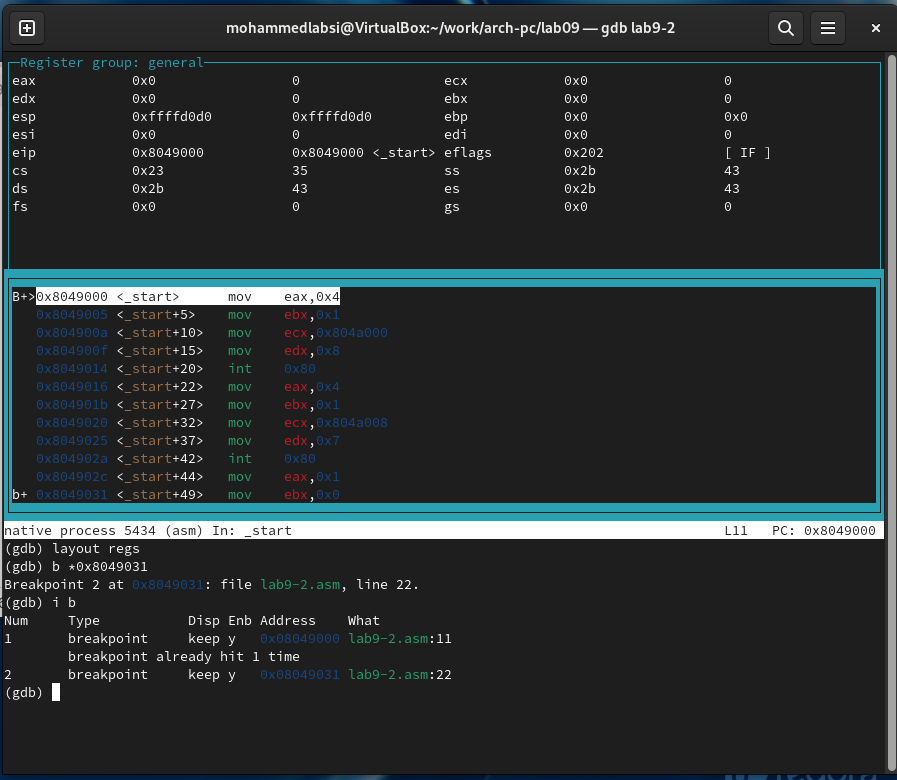 mohammedlabsi@VirtualBox:~/work/arch-pc/lab09 — gdb lab9-2
Register group: general
eax 0x0 0 ecx 0x0 0
edx 0x0 0 ebx 0x0 0
esp 0xffffd0d0 0xffffd0d0 ebp 0x0 0x0
esi 0x0 0 edi 0x0 0
eip 0x8049000 0x8049000 <_start> eflags 0x202 [ IF ]
cs 0x23 35 ss 0x2b 43
ds 0x2b 43 es 0x2b 43
fs 0x0 0 gs 0x0 0
B+>0x8049000 <_start> mov eax,0x4
0x8049005 <_start+5> mov ebx,0x1
0x804900a <_start+10> mov ecx,0x804a000
0x804900f <_start+15> mov edx,0x8
0x8049014 <_start+20> int 0x80
0x8049016 <_start+22> mov eax,0x4
0x804901b <_start+27> mov ebx,0x1
0x8049020 <_start+32> mov ecx,0x804a008
0x8049025 <_start+37> mov edx,0x7
0x804902a <_start+42> int 0x80
0x804902c <_start+44> mov eax,0x1
b+ 0x8049031 <_start+49> mov ebx,0x0
native process 5434 (asm) In: _start L11 PC: 0x8049000
(gdb) layout regs
(gdb) b *0x8049031
Breakpoint 2 at 0x8049031: file lab9-2.asm, line 22.
(gdb) i b
Num Type Disp Enb Address What
1 breakpoint keep y 0x08049000 lab9-2.asm:11
breakpoint already hit 1 time
2 breakpoint keep y 0x08049031 lab9-2.asm:22
(gdb)